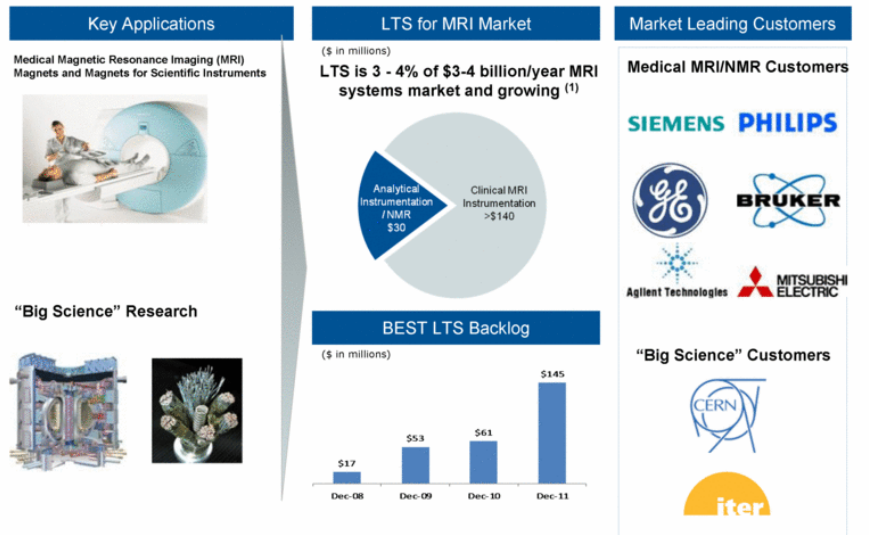 Key Applications
Medical Magnetic Resonance Imaging (MRI)
Magnets and Magnets for Scientific Instruments
“Big Science” Research
LTS for MRI Market
($ in millions)
LTS is 3 - 4% of $3-4 billion/year MRI
systems market and growing (1)
Analytical
Instrumentation
/ NMR
$30
Clinical MRI
Instrumentation
>$140
BEST LTS Backlog
($ in millions)
$17
$53
$61
$145
Dec-08
Dec-09
Dec-10
Dec-11
Market Leading Customers
Medical MRI/NMR Customers
SIEMENS
PHILIPS
GE
BRUKER
Agilent Technologies
MITSUBISHI
ELECTRIC
“Big Science” Customers
CERN
iter